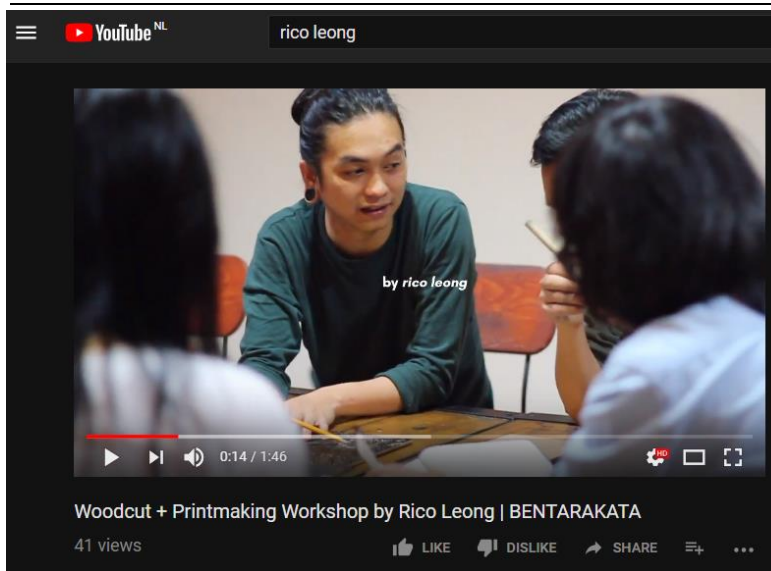 YouTube NL
rico leong
by rico leong
0:14 / 1:46
HD
Woodcut + Printmaking Workshop by Rico Leong | BENTARAKATA
41 views
LIKE
DISLIKE
SHARE